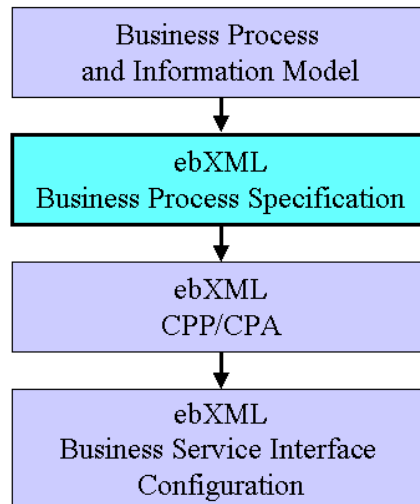 Business Process
and Information Model
ebXML
Business Process Specification
ebXML
CPP/CPA
ebXML
Business Service Interface
Configuration